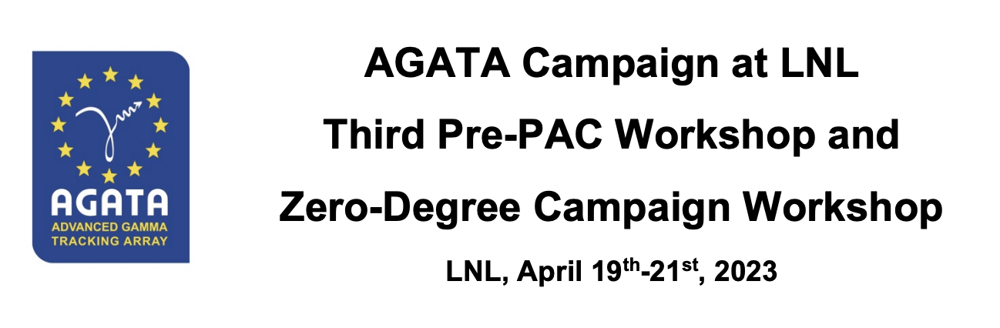 AGATA Campaign at LNL
Third Pre-PAC Workshop and
Zero-Degree Campaign Workshop
LNL, April 19th-21st, 2023
γ
AGATA
ADVANCED GAMMA
TRACKING ARRAY